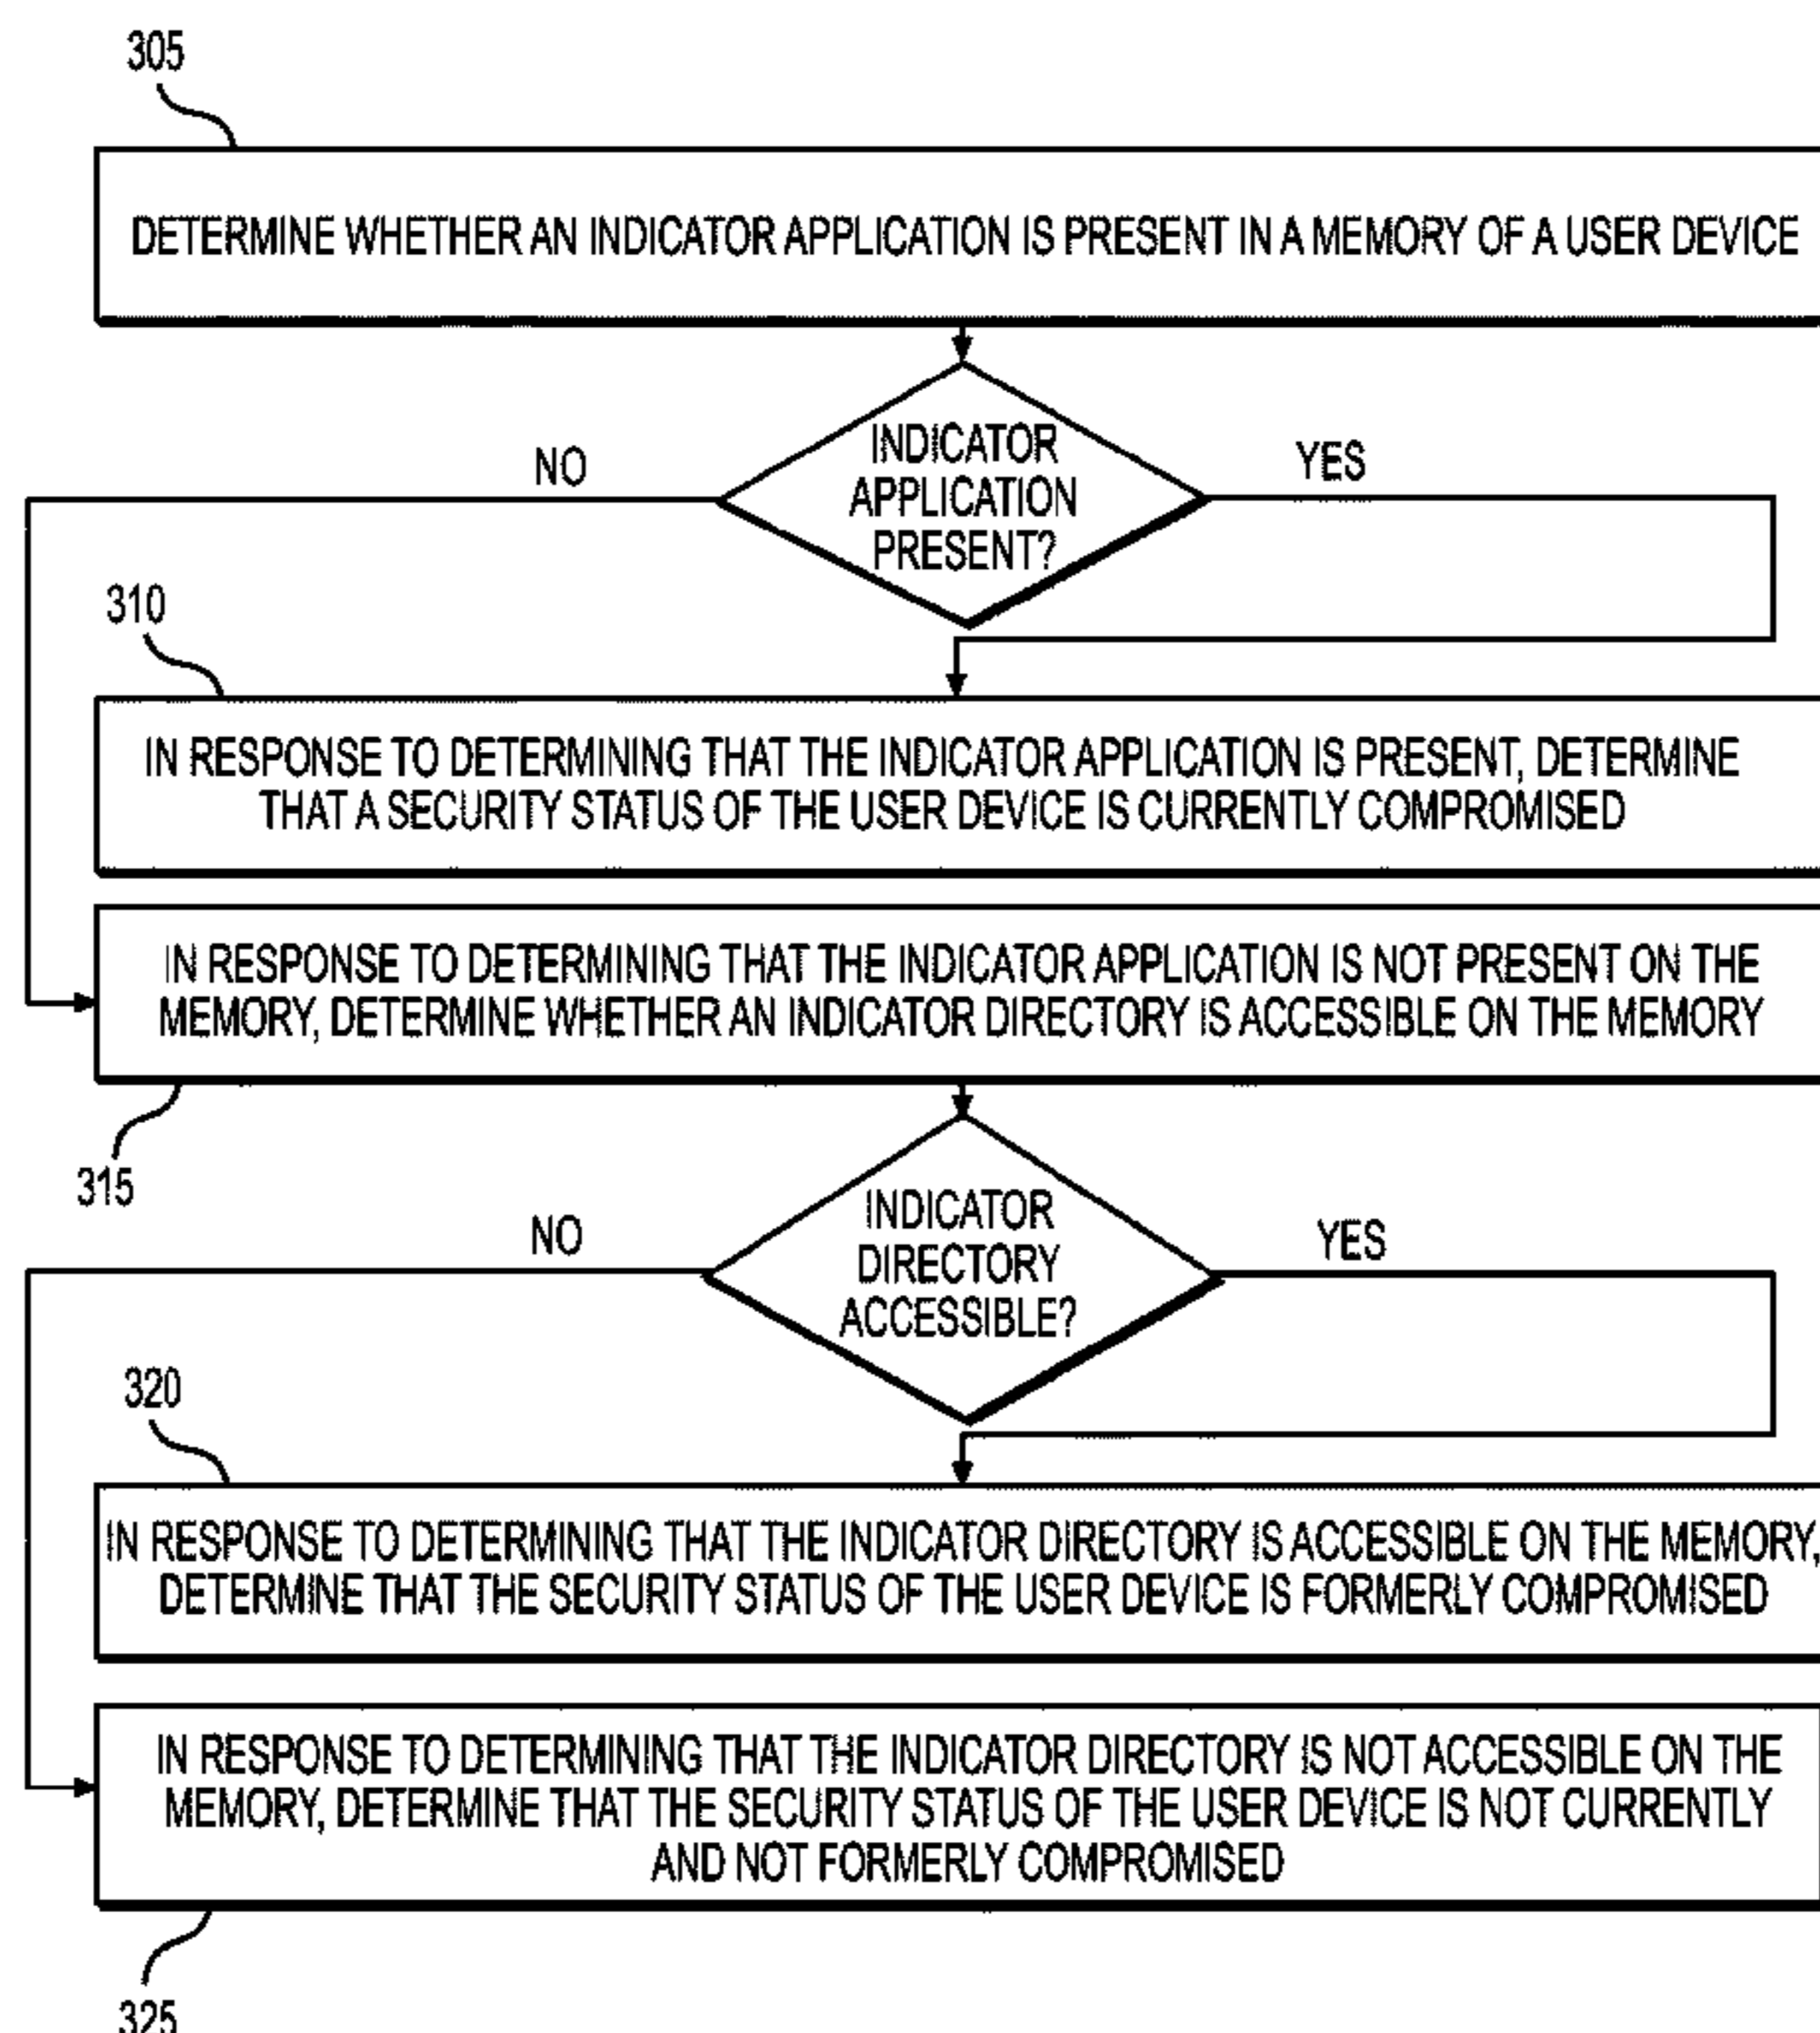 305
DETERMINE WHETHER AN INDICATOR APPLICATION IS PRESENT IN A MEMORY OF A USER DEVICE
INDICATOR
APPLICATION
PRESENT?
NO
YES
310
IN RESPONSE TO DETERMINING THAT THE INDICATOR APPLICATION IS PRESENT, DETERMINE
THAT A SECURITY STATUS OF THE USER DEVICE IS CURRENTLY COMPROMISED
IN RESPONSE TO DETERMINING THAT THE INDICATOR APPLICATION IS NOT PRESENT ON THE
MEMORY, DETERMINE WHETHER AN INDICATOR DIRECTORY IS ACCESSIBLE ON THE MEMORY
315
INDICATOR
DIRECTORY
ACCESSIBLE?
NO
YES
320
IN RESPONSE TO DETERMINING THAT THE INDICATOR DIRECTORY IS ACCESSIBLE ON THE MEMORY,
DETERMINE THAT THE SECURITY STATUS OF THE USER DEVICE IS FORMERLY COMPROMISED
IN RESPONSE TO DETERMINING THAT THE INDICATOR DIRECTORY IS NOT ACCESSIBLE ON THE
MEMORY, DETERMINE THAT THE SECURITY STATUS OF THE USER DEVICE IS NOT CURRENTLY
AND NOT FORMERLY COMPROMISED
325